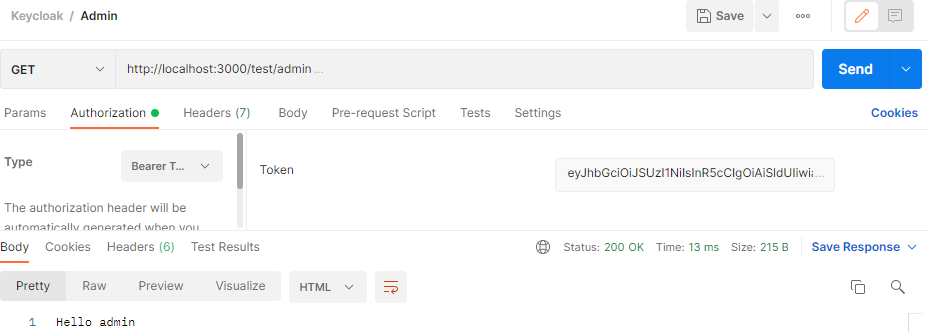 Keycloak / Admin
Save
GET
http://localhost:3000/test/admin ...
Send
Params
Authorization
Headers (7)
Body
Pre-request Script
Tests
Settings
Cookies
Type
Bearer T...
The authorization header will be
automatically generated when you
Token
eyJhbGciOiJSUzI1NiIsInR5cCIgOiAiSldUIiwia...
Body
Cookies
Headers (6)
Test Results
Status: 200 OK
Time: 13 ms
Size: 215 B
Save Response
Pretty
Raw
Preview
Visualize
HTML
1
Hello admin